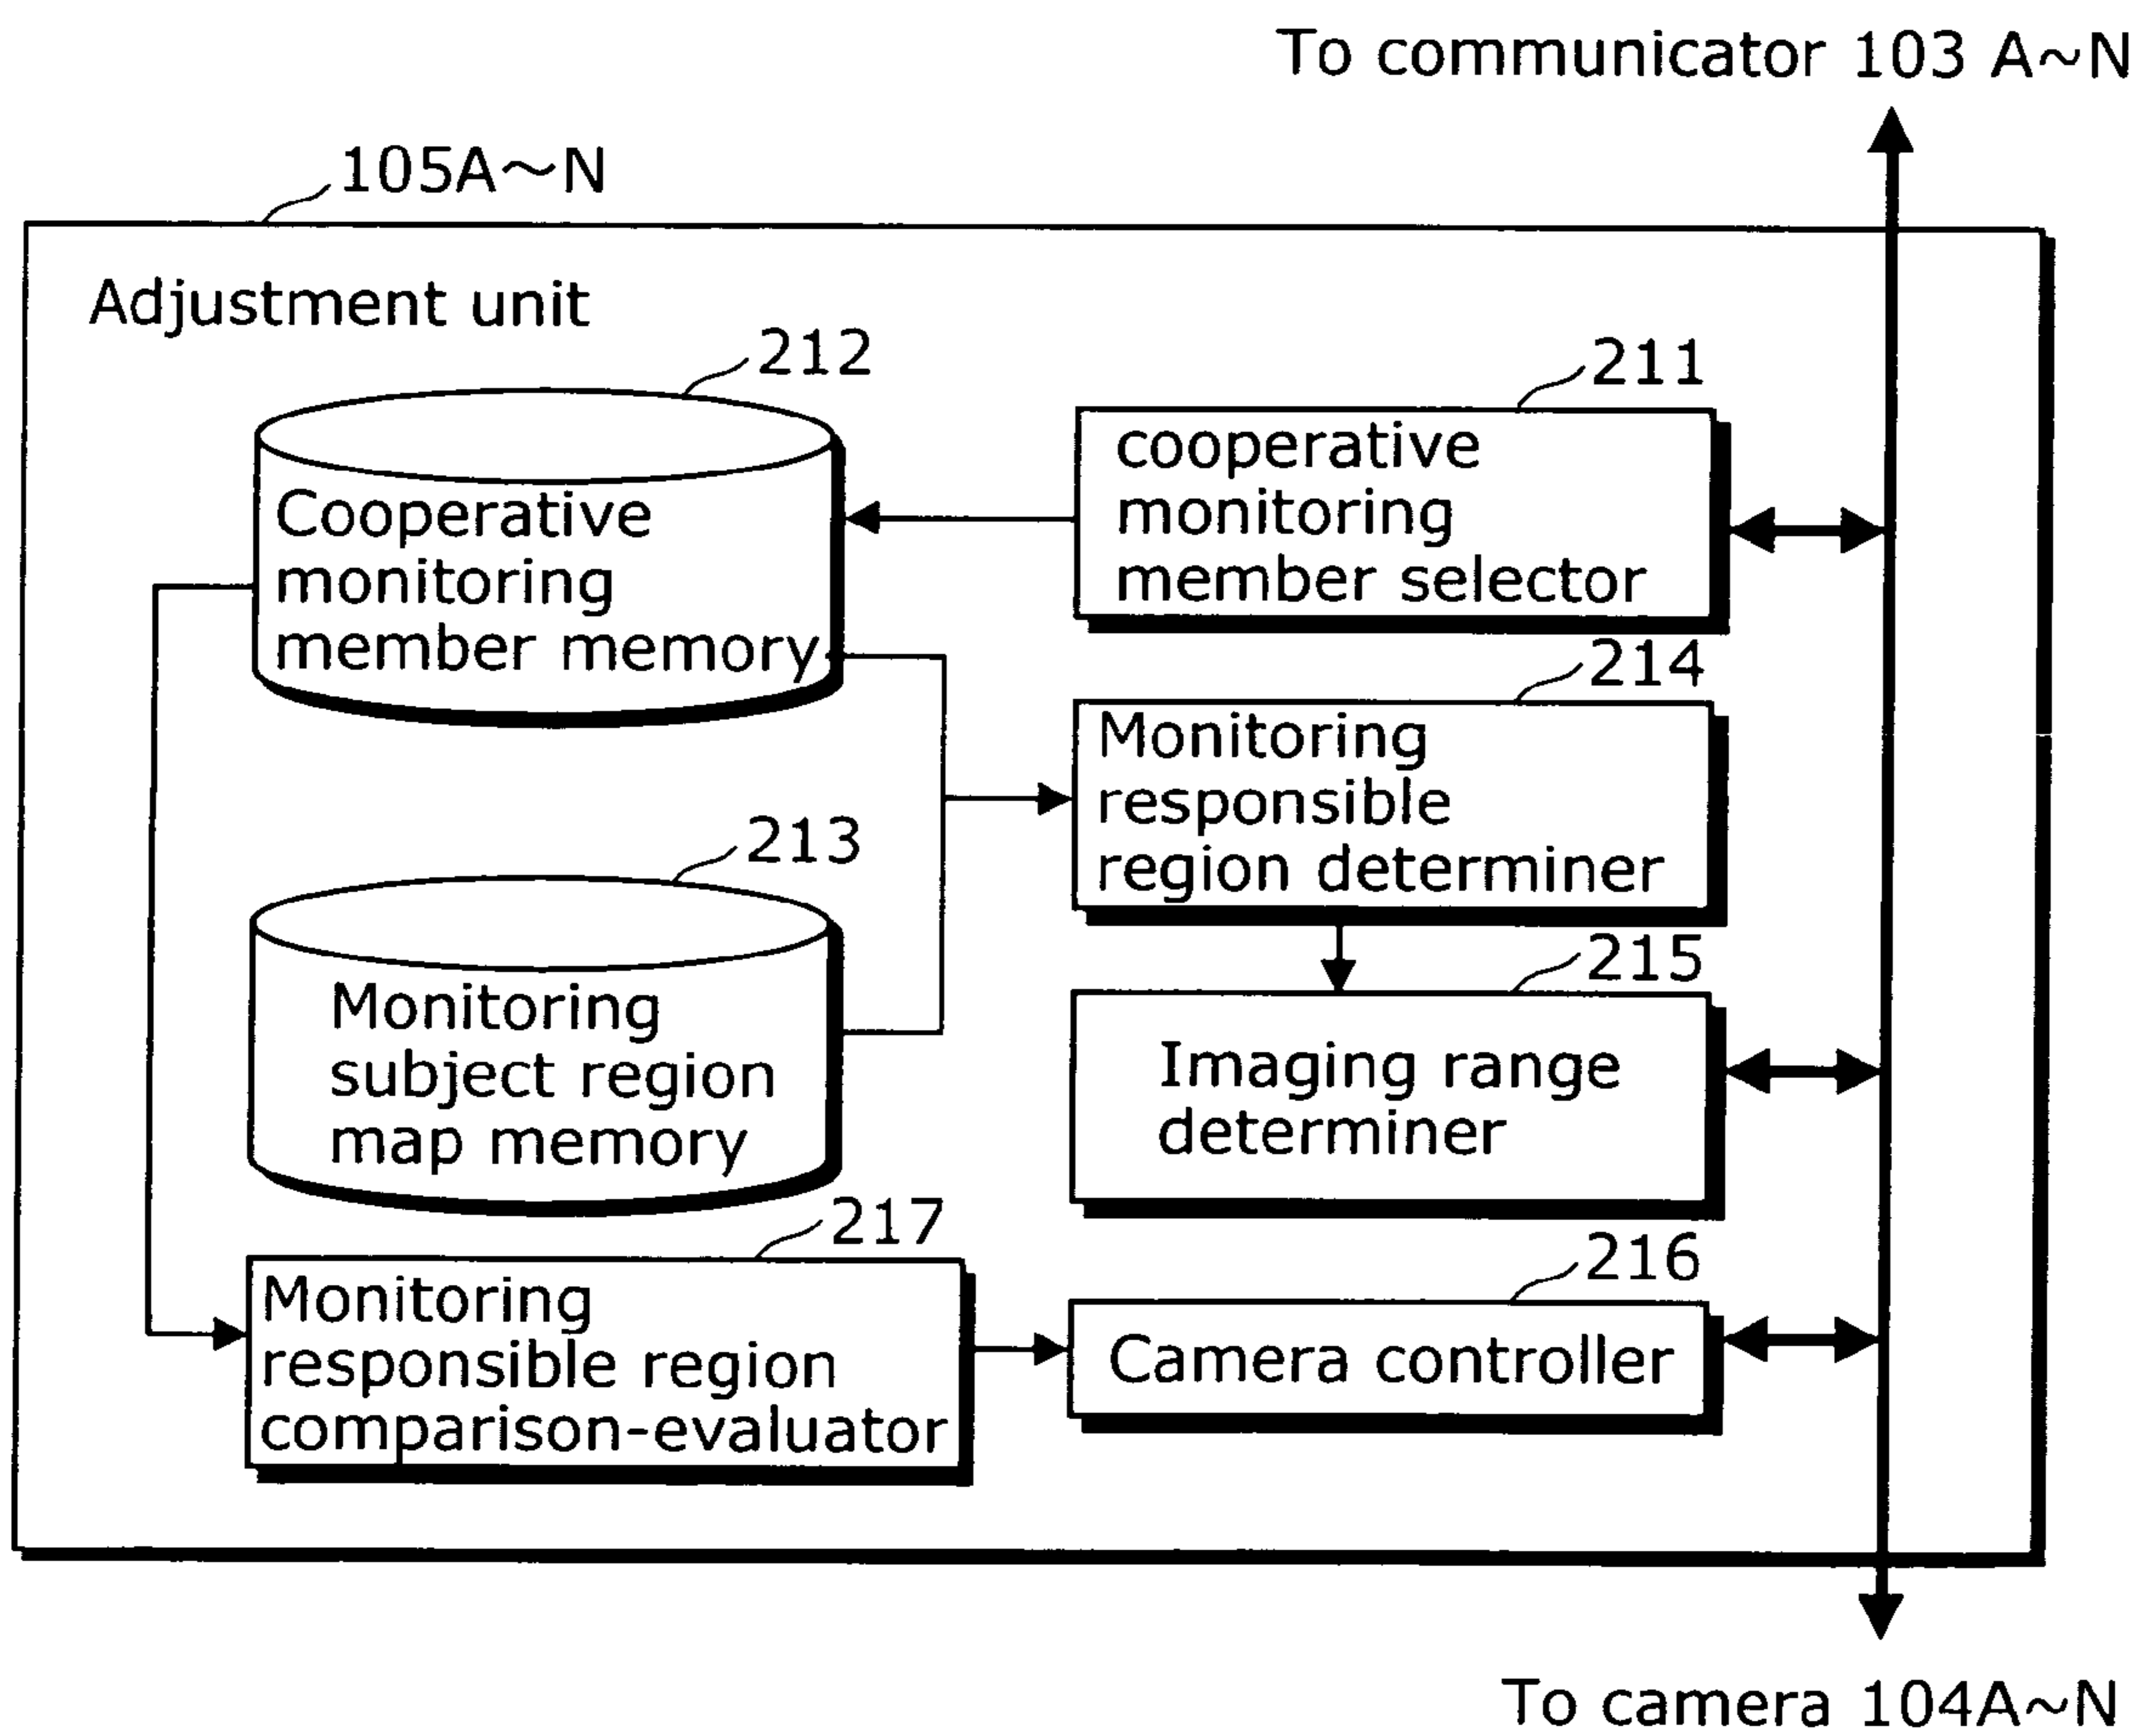 To communicator 103 A~N
105A~N
Adjustment unit
212
211
Cooperative
monitoring
member memory
cooperative
monitoring
member selector
214
Monitoring
responsible
region determiner
213
Monitoring
subject region
map memory
215
Imaging range
determiner
217
Monitoring
responsible region
comparison-evaluator
216
Camera controller
To camera 104A~N